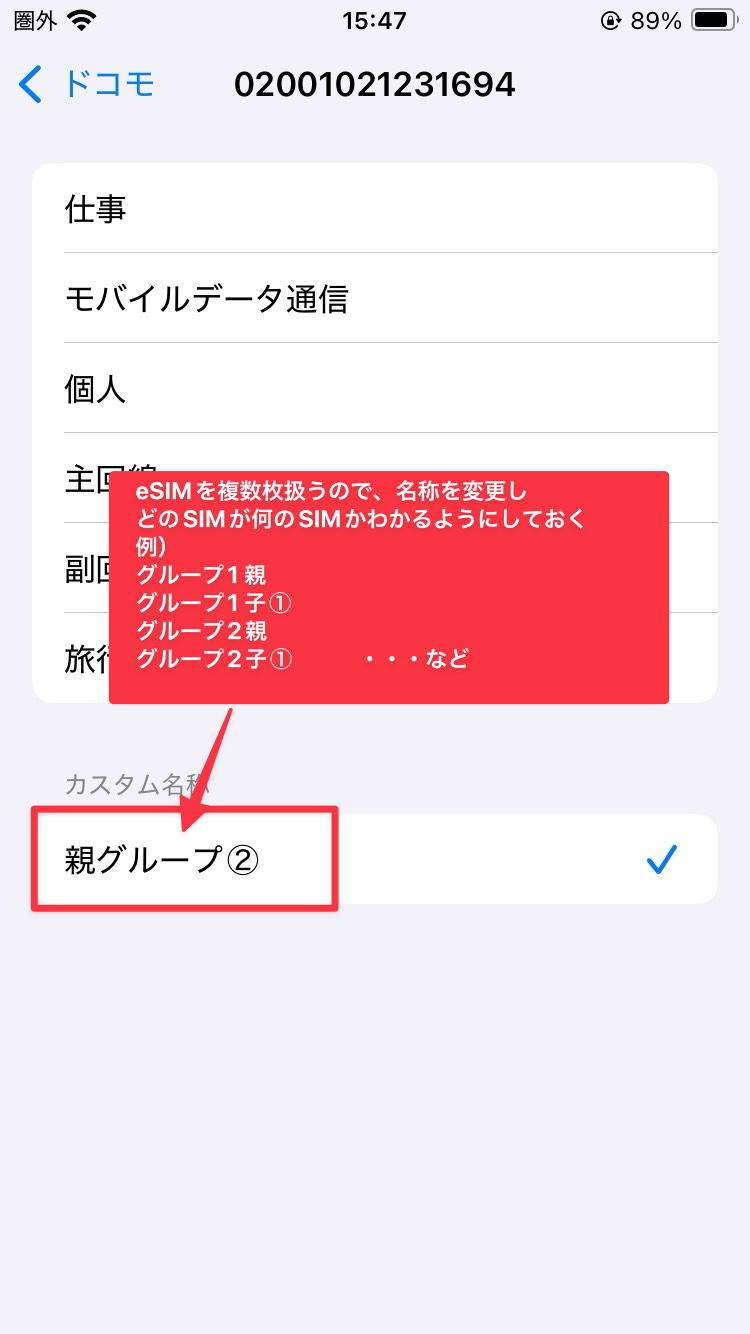 圏外 15:47 89%
ドコモ 02001021231694
仕事
モバイルデータ通信
個人
主回線
eSIMを複数枚扱うので、名称を変更し
どのSIMが何のSIMかわかるようにしておく
例）
グループ1親
グループ1子①
グループ2親
グループ2子① ・・・など
副回
旅行
カスタム名称
親グループ②